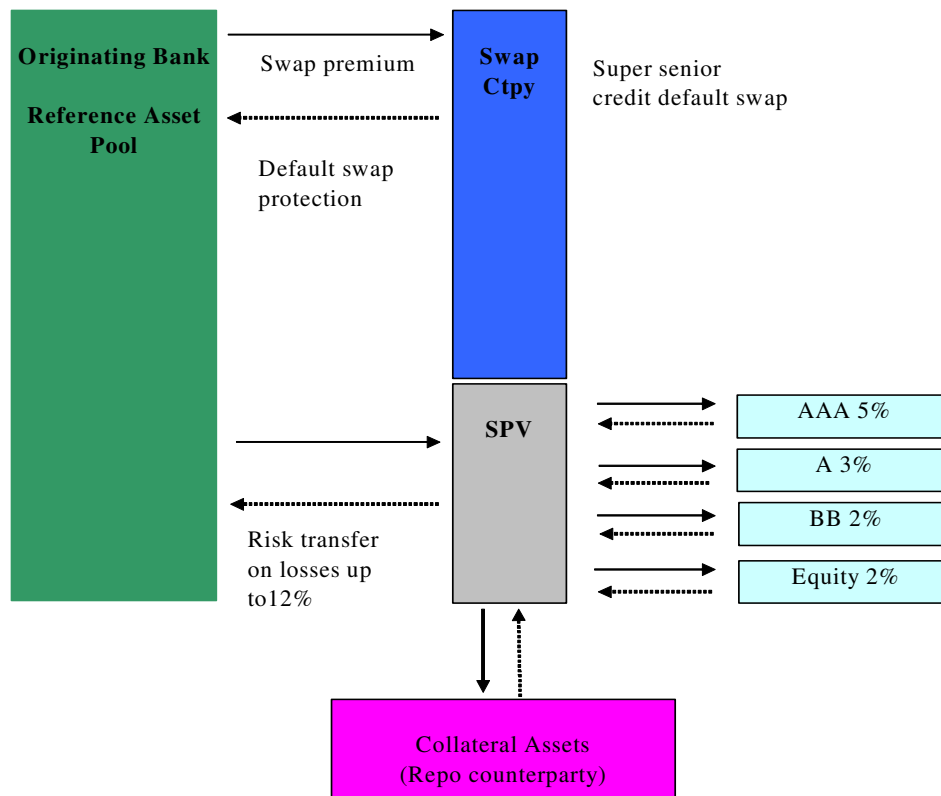 Originating Bank
Reference Asset
Pool
Swap premium
Default swap
protection
Swap
Ctpy
Super senior
credit default swap
SPV
Risk transfer
on losses up
to12%
AAA 5%
A 3%
BB 2%
Equity 2%
Collateral Assets
(Repo counterparty)